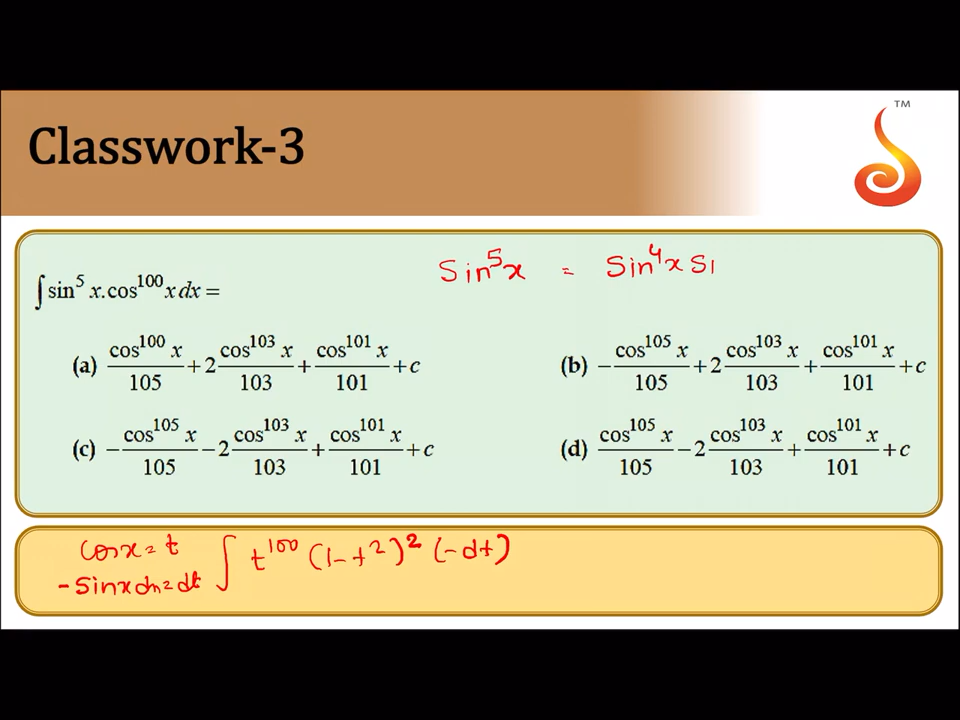 TM
Classwork-3
sin⁵x = sin⁴x si
∫ sin⁵ x.cos¹⁰⁰ x dx =
(a) cos¹⁰⁰ x/105 + 2 cos¹⁰³ x/103 + cos¹⁰¹ x/101 + c (b) − cos¹⁰⁵ x/105 + 2 cos¹⁰³ x/103 + cos¹⁰¹ x/101 + c
(c) − cos¹⁰⁵ x/105 − 2 cos¹⁰³ x/103 + cos¹⁰¹ x/101 + c (d) cos¹⁰⁵ x/105 − 2 cos¹⁰³ x/103 + cos¹⁰¹ x/101 + c
cosx = t ∫ t¹⁰⁰ (1-t²)² (-dt)
-sinx dx = dt